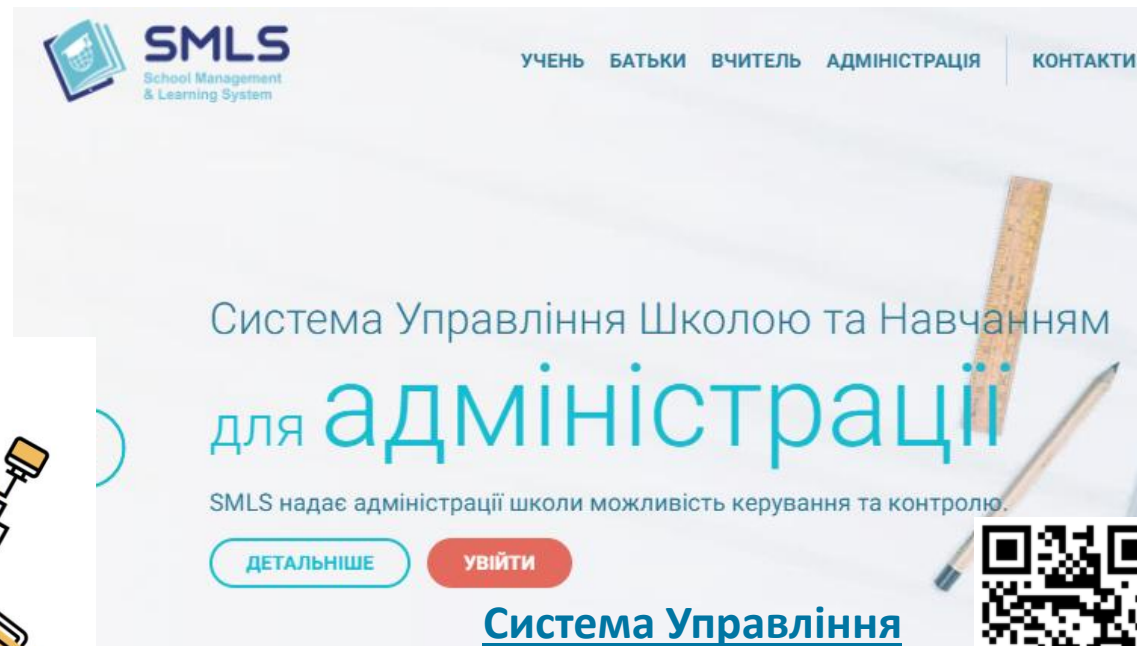 SMLS
School Management
& Learning System
УЧЕНЬ БАТЬКИ ВЧИТЕЛЬ АДМІНІСТРАЦІЯ КОНТАКТИ
Система Управління Школою та Навчанням
для адміністрації
SMLS надає адміністрації школи можливість керування та контролю.
ДЕТАЛЬНІШЕ УВІЙТИ
Система Управління